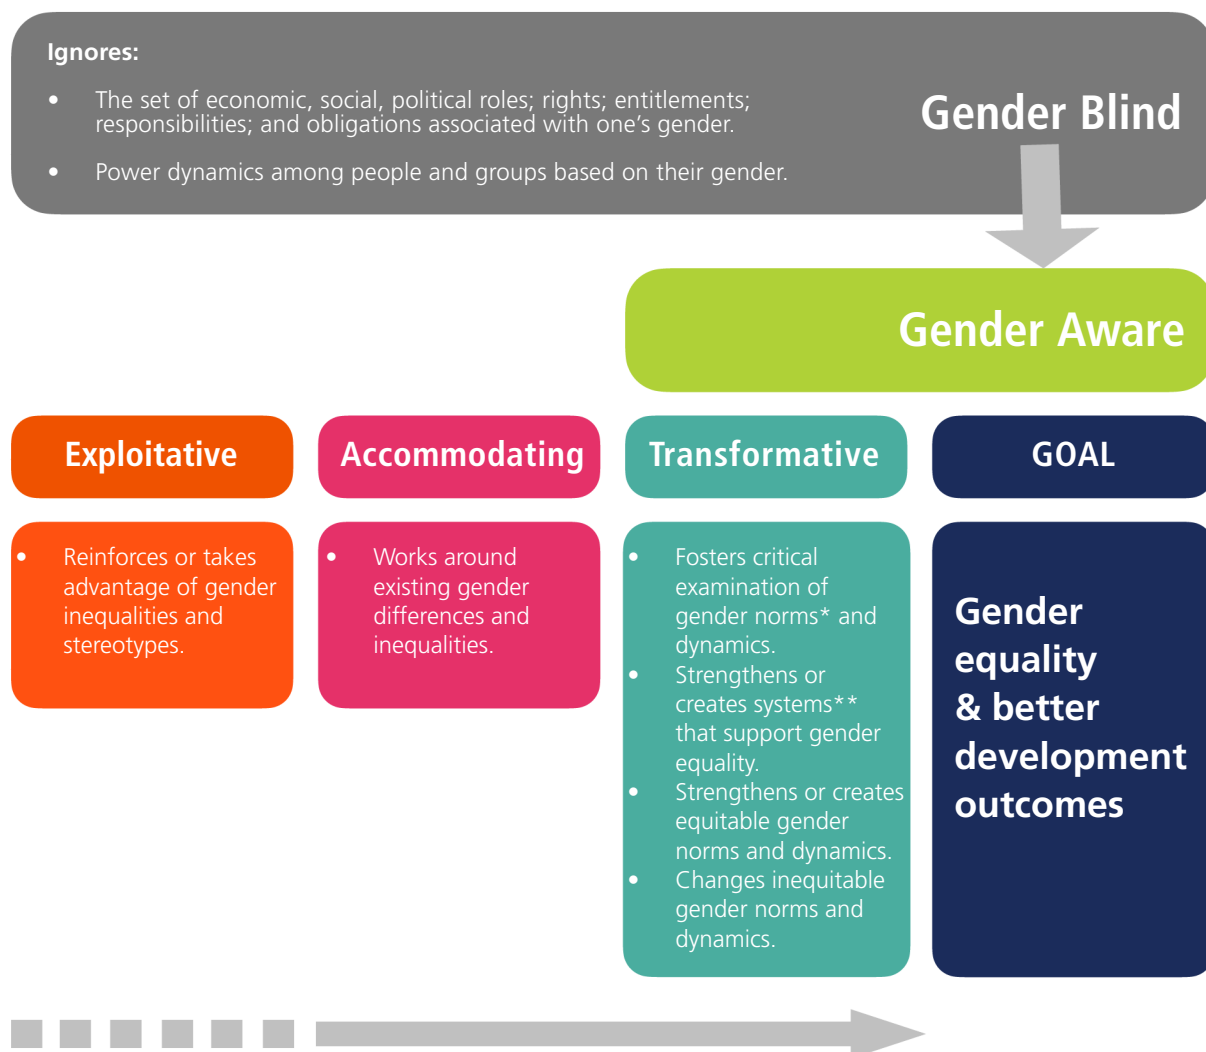 Ignores:
• The set of economic, social, political roles; rights; entitlements;
responsibilities; and obligations associated with one’s gender.
• Power dynamics among people and groups based on their gender.
Gender Blind
Gender Aware
Exploitative
• Reinforces or takes
advantage of gender
inequalities and
stereotypes.
Accommodating
• Works around
existing gender
differences and
inequalities.
Transformative
• Fosters critical
examination of
gender norms* and
dynamics.
• Strengthens or
creates systems**
that support gender
equality.
• Strengthens or creates
equitable gender
norms and dynamics.
• Changes inequitable
gender norms and
dynamics.
GOAL
Gender
equality
& better
development
outcomes